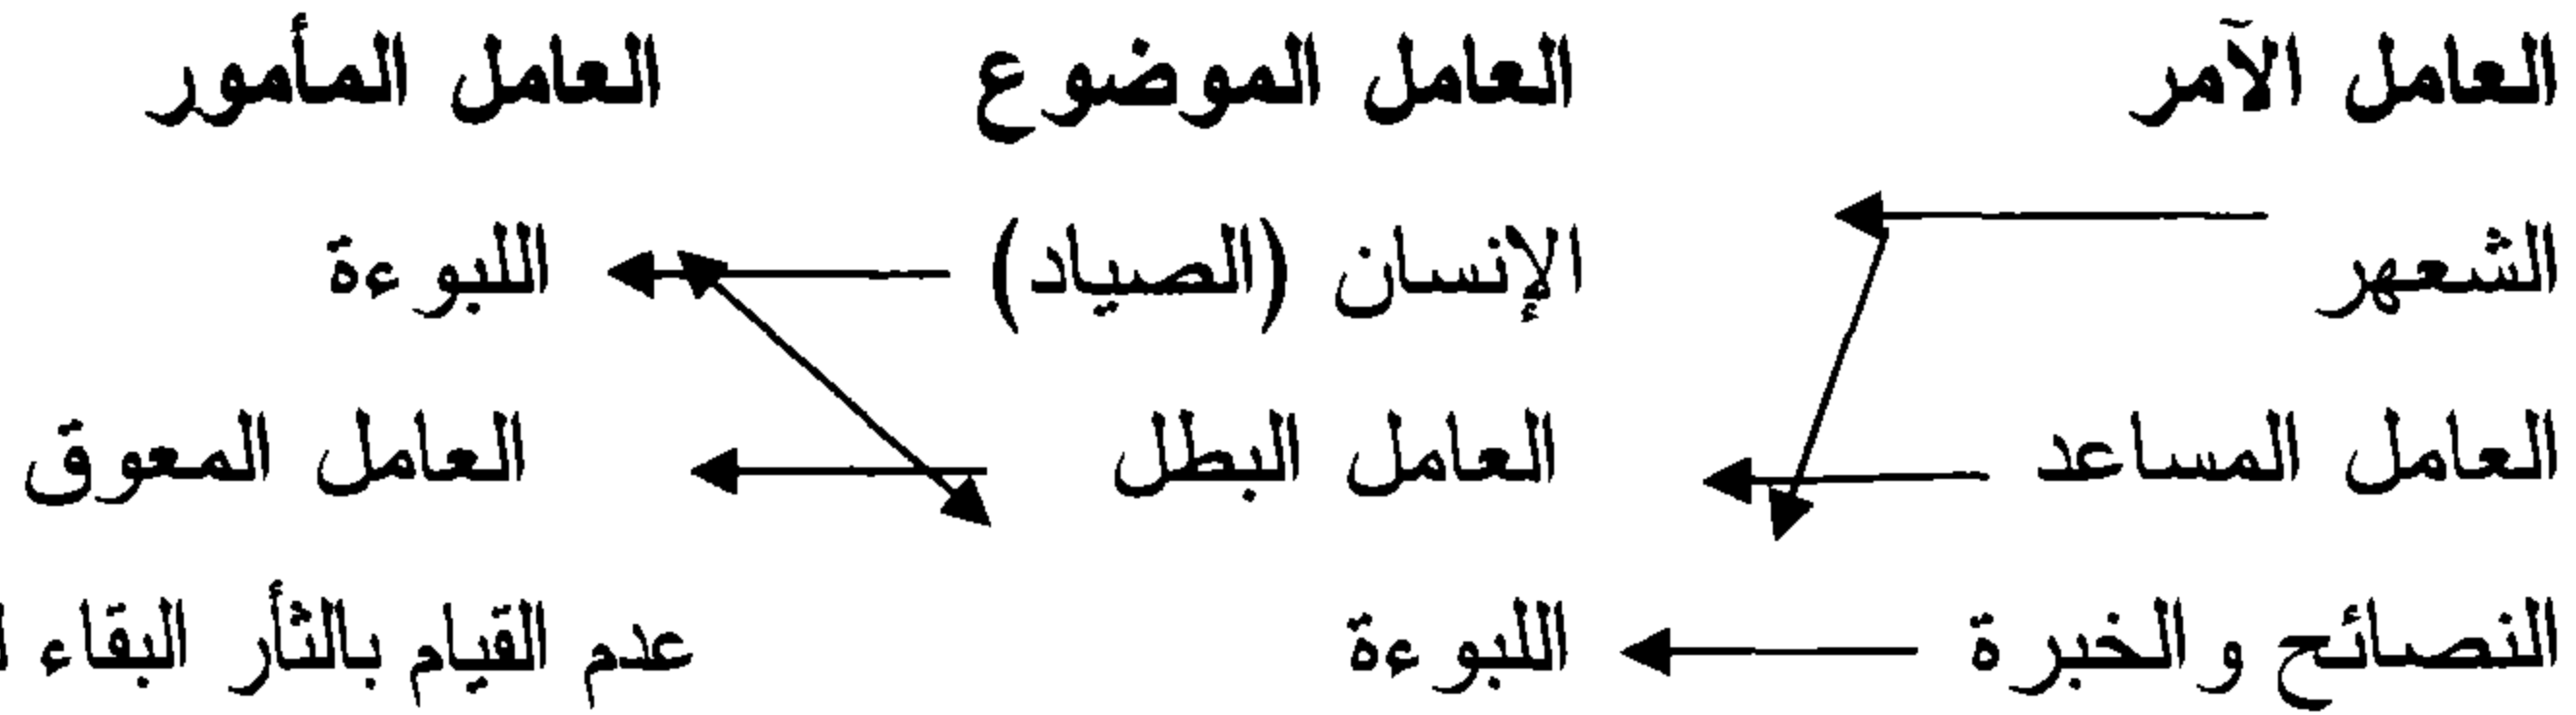 العامل الآمر العامل الموضوع العامل المأمور
الشعهر الإنسان (الصياد) اللبوءة
العامل المساعد العامل البطل العامل المعوق
النصائح والخبرة اللبوءة عدم القيام بالثأر البقاء